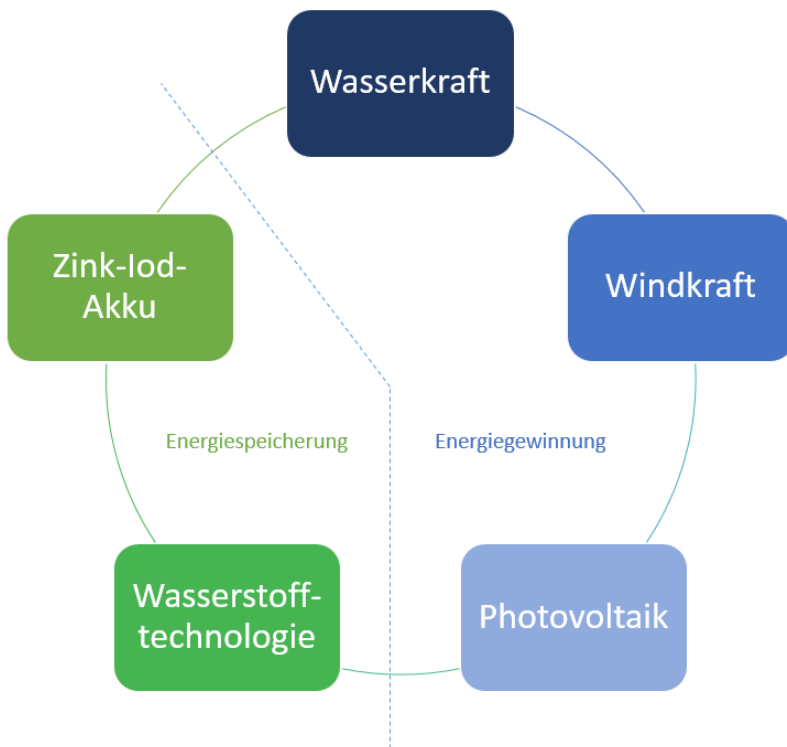 Wasserkraft
Zink-Iod-
Akku
Windkraft
Energiespeicherung
Energiegewinnung
Wasserstoff-
technologie
Photovoltaik